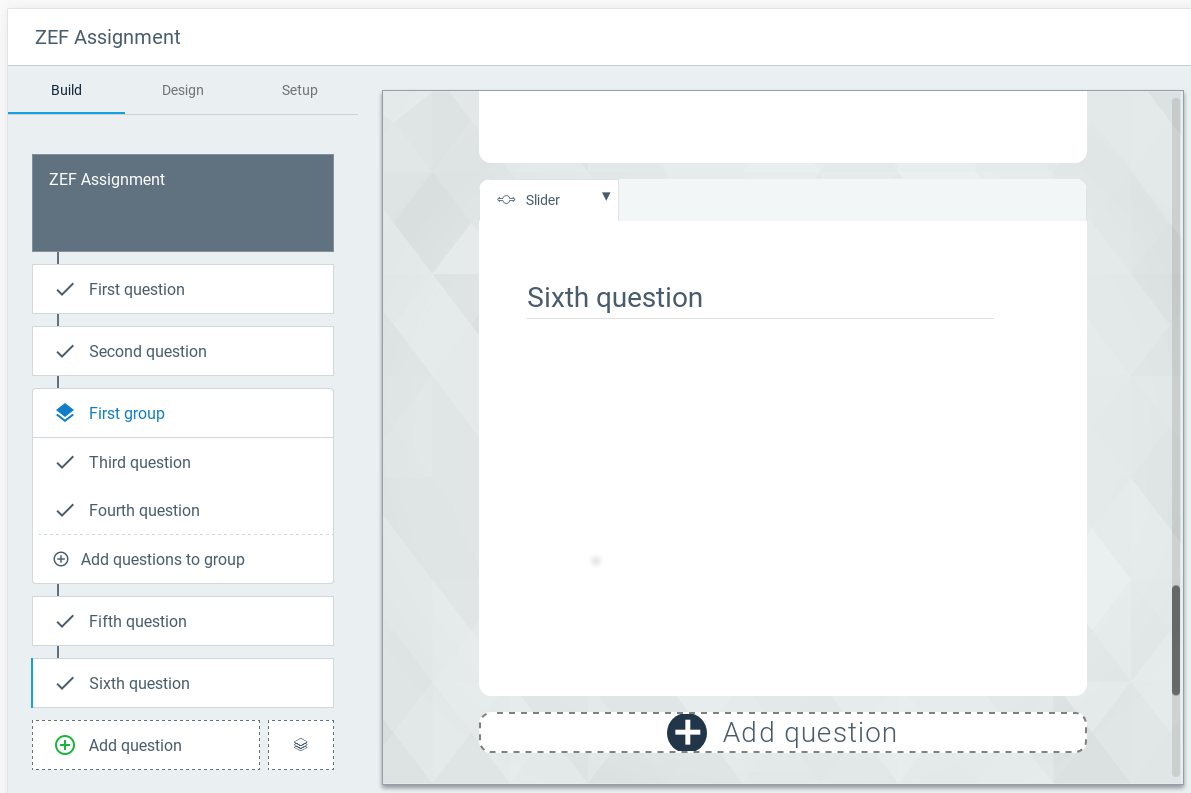 ZEF Assignment
Build
Design
Setup
ZEF Assignment
First question
Second question
First group
Third question
Fourth question
Add questions to group
Fifth question
Sixth question
Add question
Slider
Sixth question
Add question